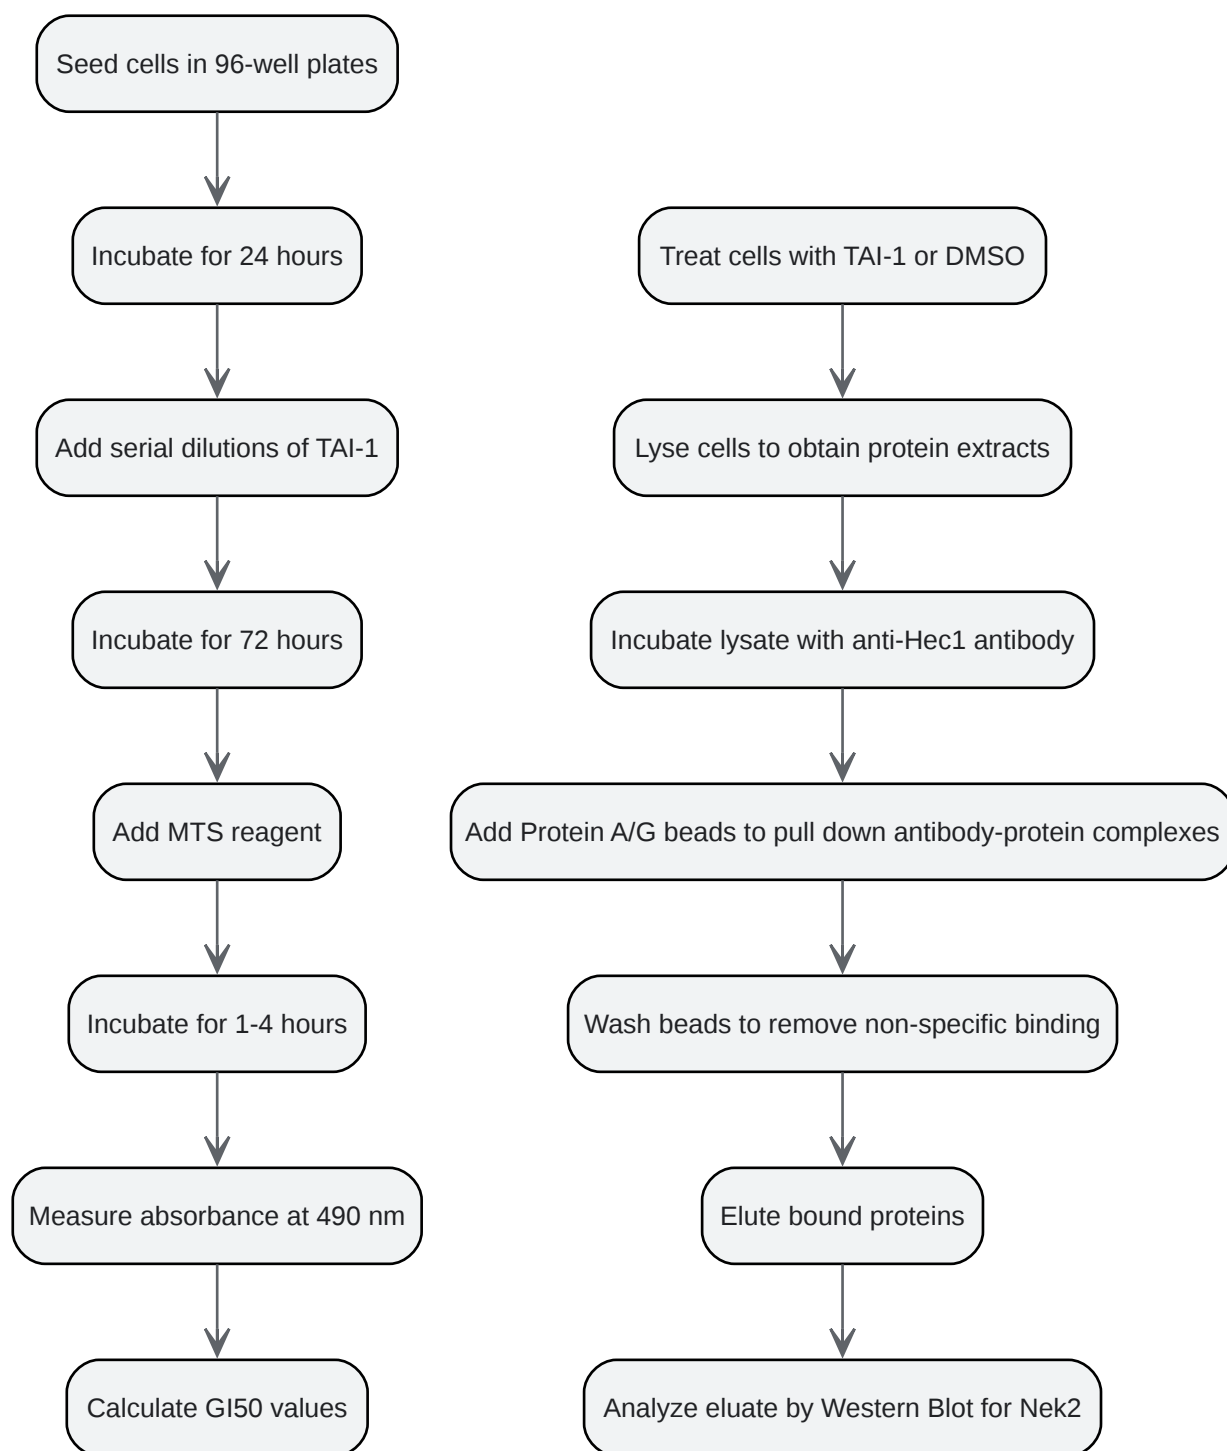 Seed cells in 96-well plates
Incubate for 24 hours
Add serial dilutions of TAI-1
Incubate for 72 hours
Add MTS reagent
Incubate for 1-4 hours
Measure absorbance at 490 nm
Calculate GI50 values
Treat cells with TAI-1 or DMSO
Lyse cells to obtain protein extracts
Incubate lysate with anti-Hec1 antibody
Add Protein A/G beads to pull down antibody-protein complexes
Wash beads to remove non-specific binding
Elute bound proteins
Analyze eluate by Western Blot for Nek2